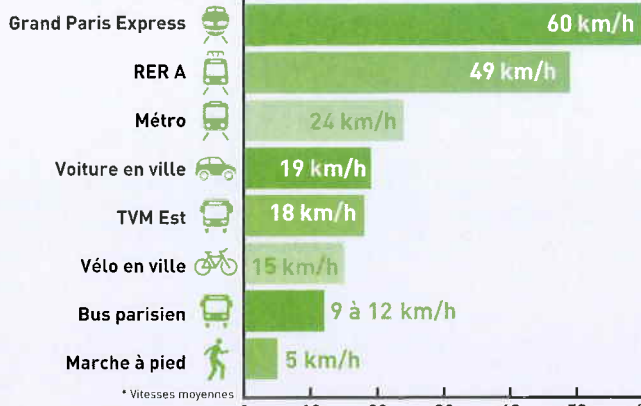 Grand Paris Express 60 km/h
RER A 49 km/h
Métro 24 km/h
Voiture en ville 19 km/h
TVM Est 18 km/h
Vélo en ville 15 km/h
Bus parisien 9 à 12 km/h
Marche à pied 5 km/h
* Vitesses moyennes